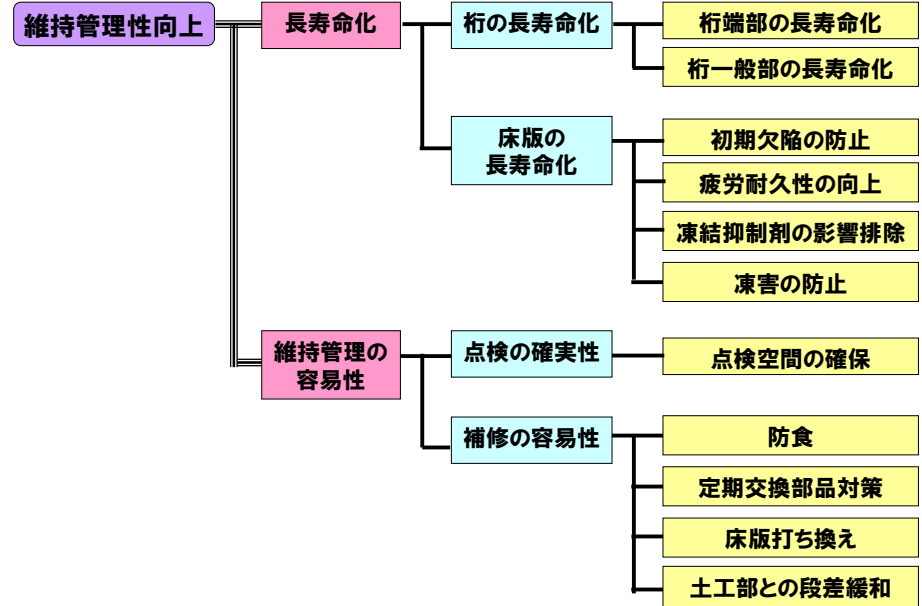 維持管理性向上
長寿命化
桁の長寿命化
桁端部の長寿命化
桁一般部の長寿命化
床版の
長寿命化
初期欠陥の防止
疲労耐久性の向上
凍結抑制剤の影響排除
凍害の防止
維持管理の
容易性
点検の確実性
点検空間の確保
補修の容易性
防食
定期交換部品対策
床版打ち換え
土工部との段差緩和